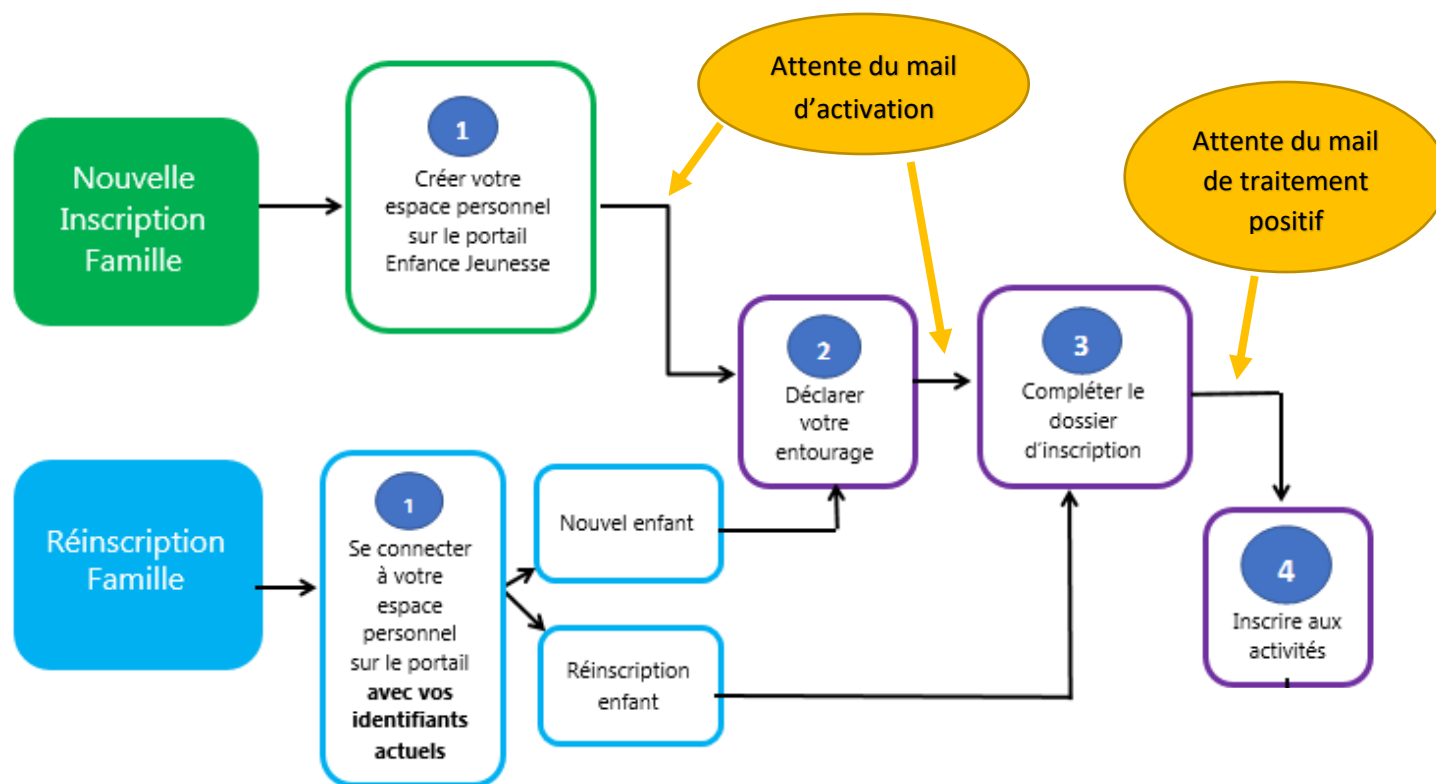 Nouvelle
Inscription
Famille
1
Créer votre
espace personnel
sur le portail
Enfance Jeunesse
Attente du mail
d’activation
Attente du mail
de traitement
positif
2
Déclarer
votre
entourage
3
Compléter le
dossier
d’inscription
Réinscription
Famille
1
Se connecter
à votre
espace
personnel
sur le portail
avec vos
identifiants
actuels
Nouvel enfant
Réinscription
enfant
4
Inscrire aux
activités